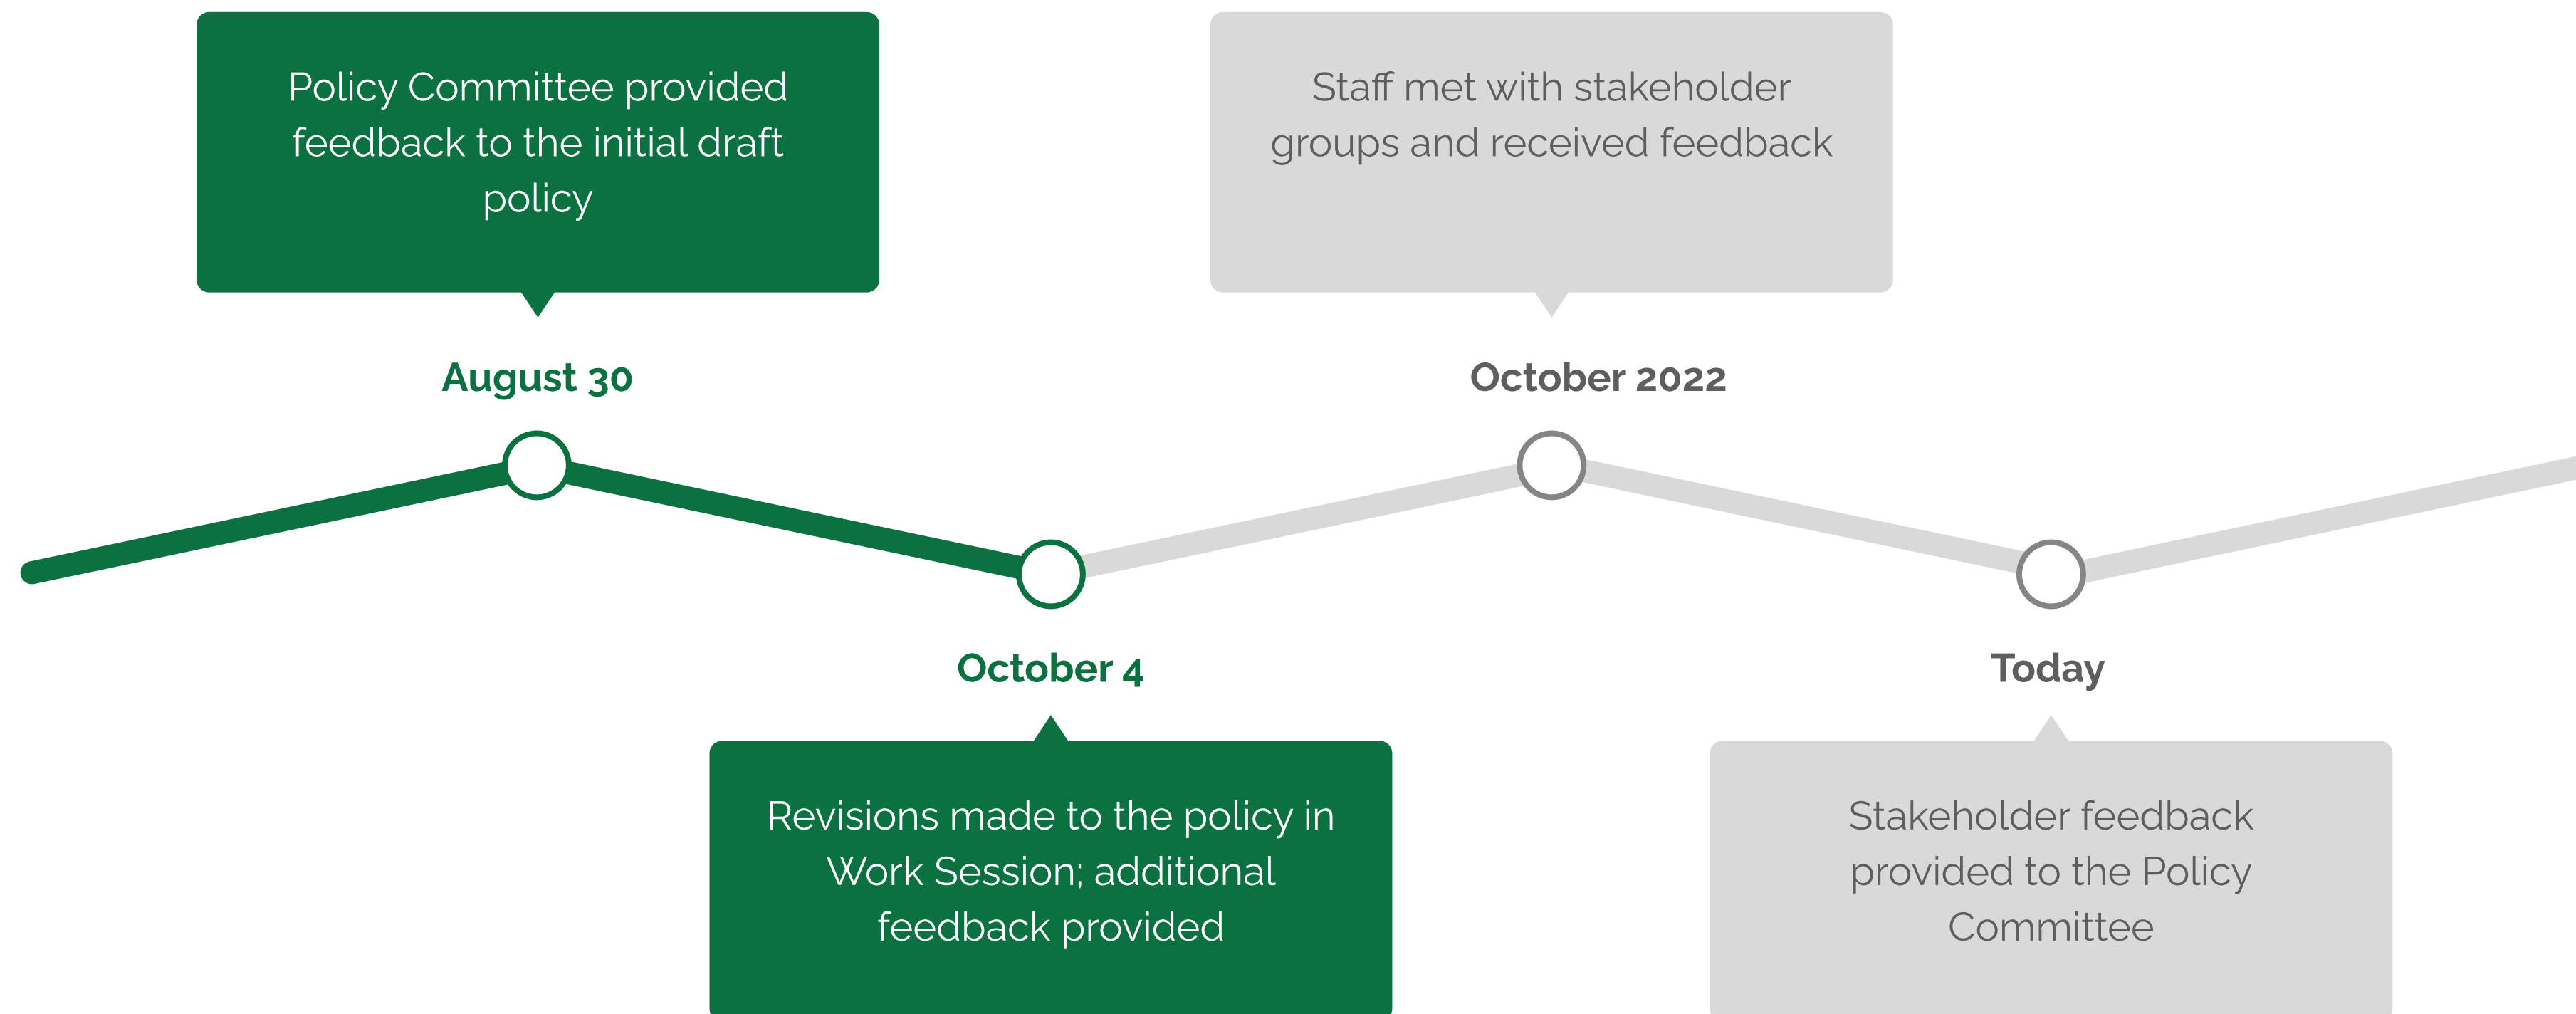 Policy Committee provided
feedback to the initial draft
policy
August 30
October 4
Revisions made to the policy in
Work Session; additional
feedback provided
Staff met with stakeholder
groups and received feedback
October 2022
Today
Stakeholder feedback
provided to the Policy
Committee